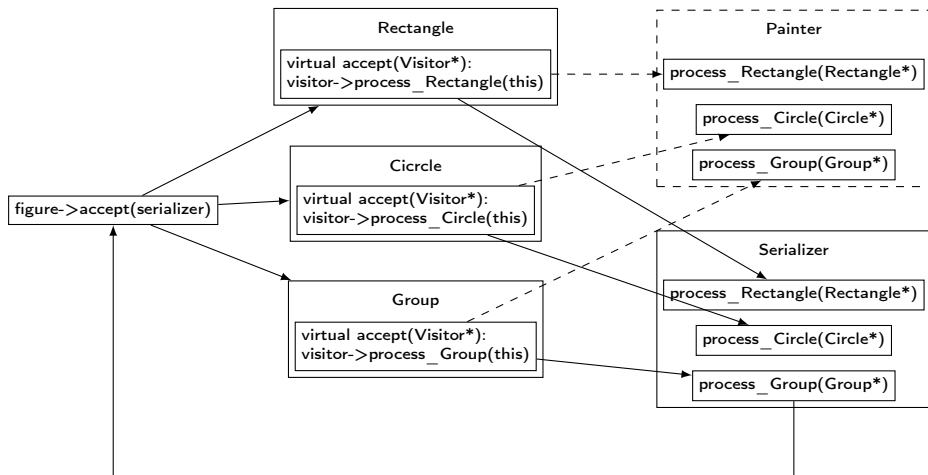 Rectangle
virtual accept(Visitor*):
visitor->process_Rectangle(this)
Cicrcle
virtual accept(Visitor*):
visitor->process_Circle(this)
Group
virtual accept(Visitor*):
visitor->process_Group(this)
figure->accept(serializer)
Painter
process_Rectangle(Rectangle*)
process_Circle(Circle*)
process_Group(Group*)
Serializer
process_Rectangle(Rectangle*)
process_Circle(Circle*)
process_Group(Group*)